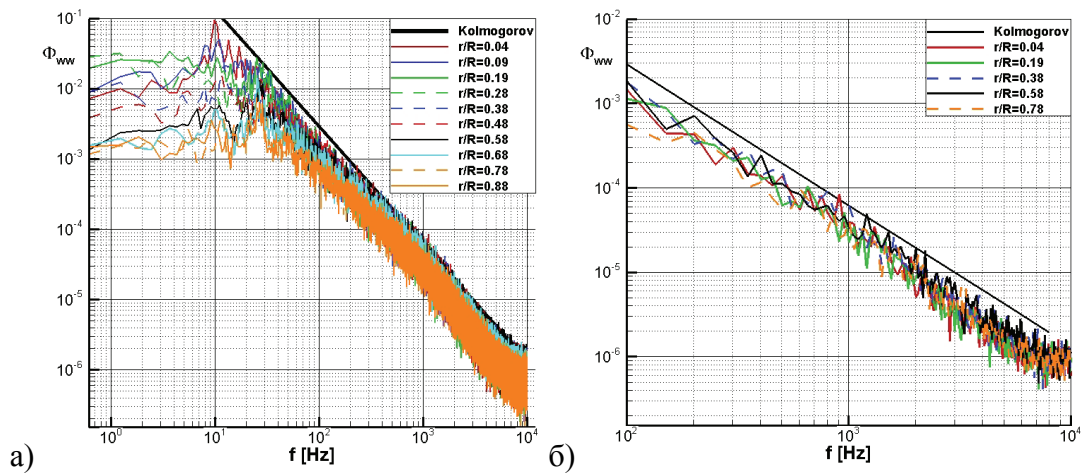 10⁻¹
Φww
10⁻²
10⁻³
10⁻⁴
10⁻⁵
10⁻⁶
Kolmogorov
r/R=0.04
r/R=0.09
r/R=0.19
r/R=0.28
r/R=0.38
r/R=0.48
r/R=0.58
r/R=0.68
r/R=0.78
r/R=0.88
10⁰ 10¹ 10² 10³ 10⁴
f [Hz]
а)
10⁻²
Φww
10⁻³
10⁻⁴
10⁻⁵
10⁻⁶
Kolmogorov
r/R=0.04
r/R=0.19
r/R=0.38
r/R=0.58
r/R=0.78
10² 10³ 10⁴
f [Hz]
б)